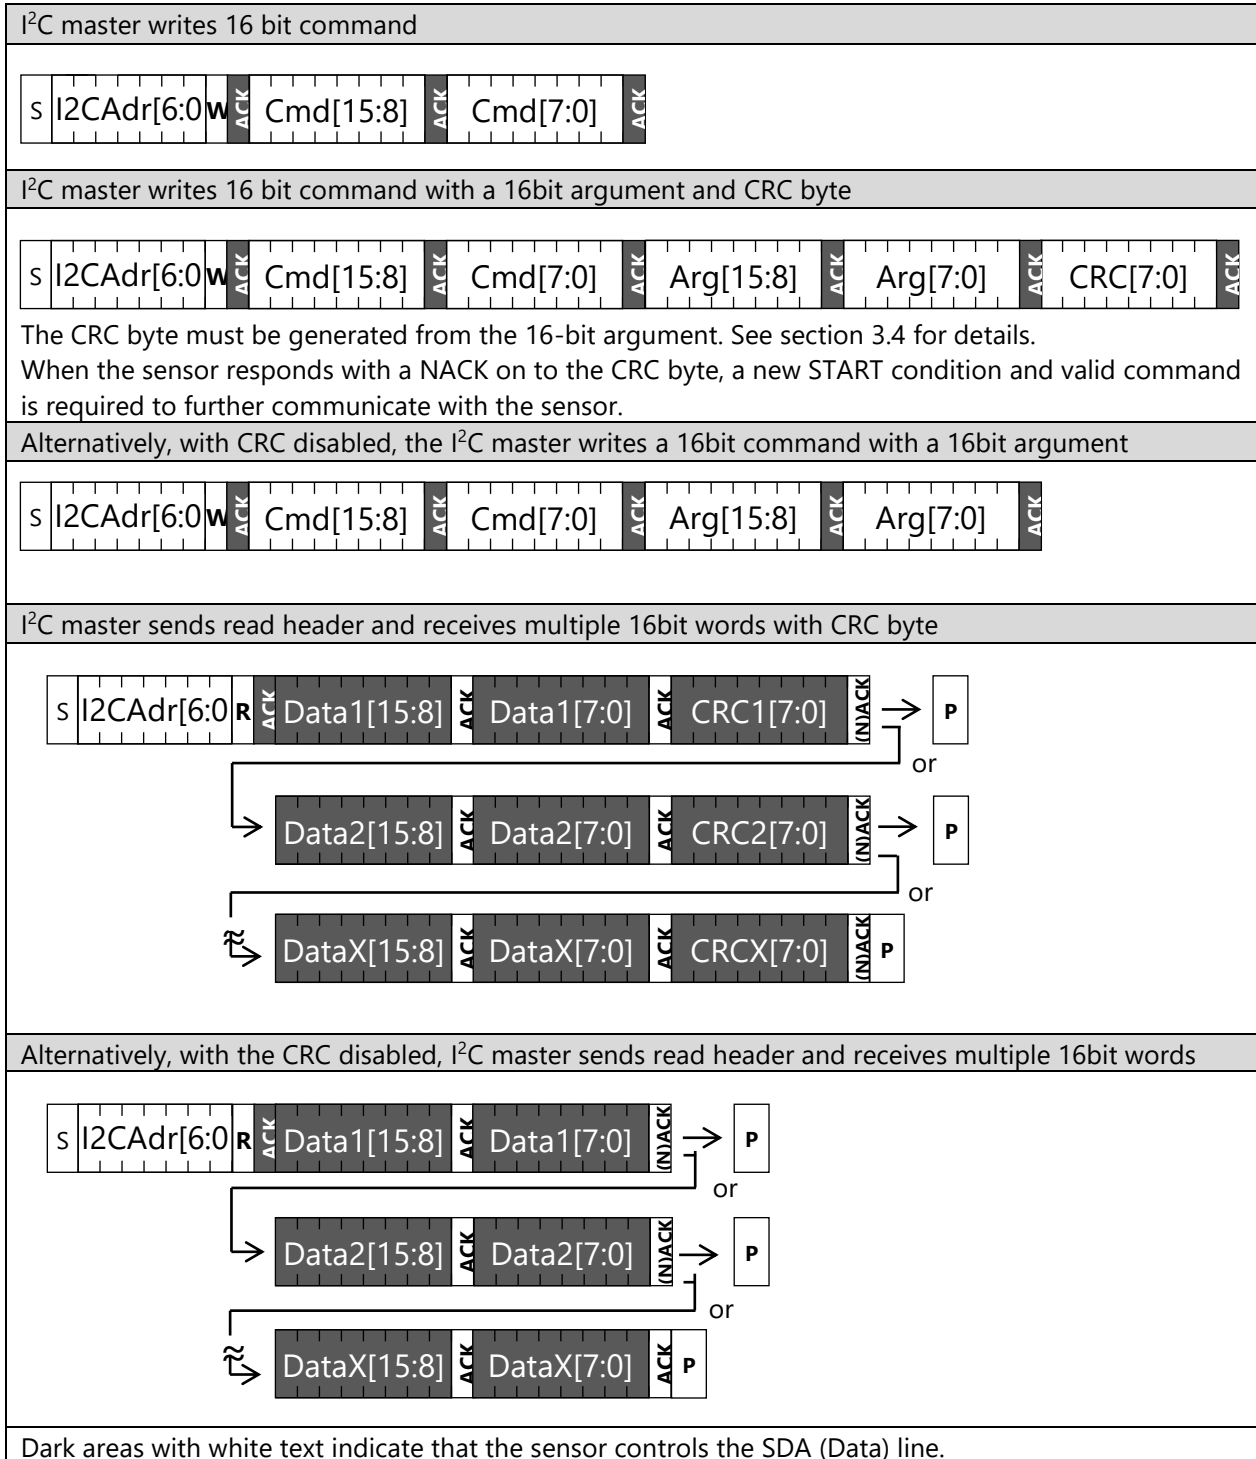 I²C master writes 16 bit command
S I2CAdr[6:0 W ACK Cmd[15:8] ACK Cmd[7:0] ACK
I²C master writes 16 bit command with a 16bit argument and CRC byte
S I2CAdr[6:0 W ACK Cmd[15:8] ACK Cmd[7:0] ACK Arg[15:8] ACK Arg[7:0] ACK CRC[7:0] ACK
The CRC byte must be generated from the 16-bit argument. See section 3.4 for details.
When the sensor responds with a NACK on to the CRC byte, a new START condition and valid command
is required to further communicate with the sensor.
Alternatively, with CRC disabled, the I²C master writes a 16bit command with a 16bit argument
S I2CAdr[6:0 W ACK Cmd[15:8] ACK Cmd[7:0] ACK Arg[15:8] ACK Arg[7:0] ACK
I²C master sends read header and receives multiple 16bit words with CRC byte
S I2CAdr[6:0 R ACK Data1[15:8] ACK Data1[7:0] ACK CRC1[7:0] (N)ACK P
or
Data2[15:8] ACK Data2[7:0] ACK CRC2[7:0] (N)ACK P
or
DataX[15:8] ACK DataX[7:0] ACK CRCX[7:0] (N)ACK P
Alternatively, with the CRC disabled, I²C master sends read header and receives multiple 16bit words
S I2CAdr[6:0 R ACK Data1[15:8] ACK Data1[7:0] (N)ACK P
or
Data2[15:8] ACK Data2[7:0] (N)ACK P
or
DataX[15:8] ACK DataX[7:0] ACK P
Dark areas with white text indicate that the sensor controls the SDA (Data) line.